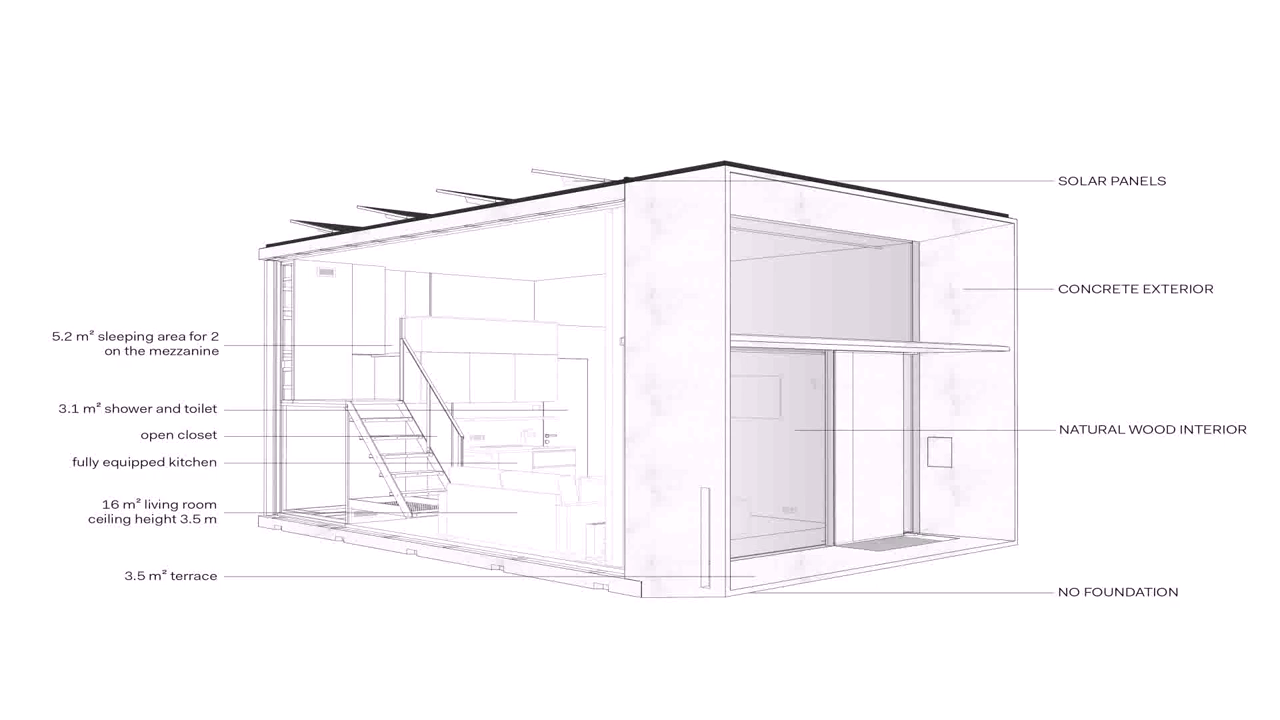 5.2 m² sleeping area for 2
on the mezzanine
3.1 m² shower and toilet
open closet
fully equipped kitchen
16 m² living room
ceiling height 3.5 m
3.5 m² terrace
SOLAR PANELS
CONCRETE EXTERIOR
NATURAL WOOD INTERIOR
NO FOUNDATION